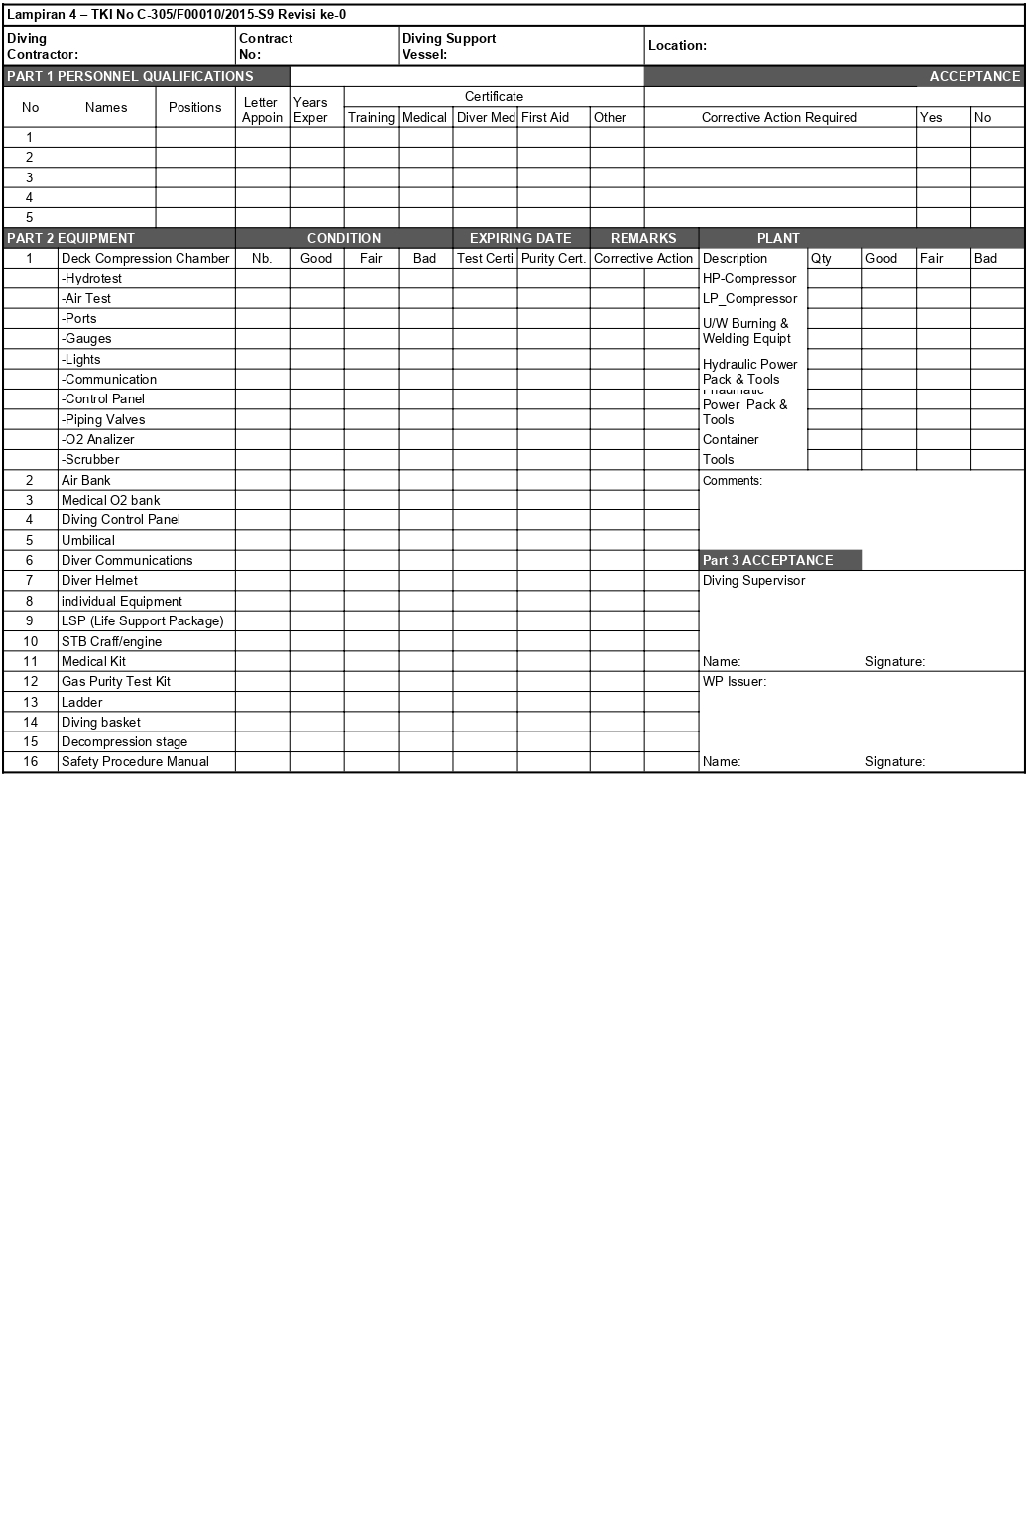 Lampiran 4 – TKI No C-305/F00010/2015-S9 Revisi ke-0
Diving Contractor: Contract No: Diving Support Vessel: Location:
PART 1 PERSONNEL QUALIFICATIONS ACCEPTANCE
No Names Positions Letter Appoin Years Exper Certificate
Training Medical Diver Med First Aid Other Corrective Action Required Yes No
1
2
3
4
5
PART 2 EQUIPMENT CONDITION EXPIRING DATE REMARKS PLANT
1 Deck Compression Chamber Nb. Good Fair Bad Test Certi Purity Cert. Corrective Action Description Qty Good Fair Bad
-Hydrotest HP-Compressor
-Air Test LP_Compressor
-Ports U/W Burning &
-Gauges Welding Equipt
-Lights Hydraulic Power
-Communication Pack & Tools
-Control Panel Power Pack &
-Piping Valves Tools
-O2 Analizer Container
-Scrubber Tools
2 Air Bank Comments:
3 Medical O2 bank
4 Diving Control Panel
5 Umbilical
6 Diver Communications Part 3 ACCEPTANCE
7 Diver Helmet Diving Supervisor
8 individual Equipment
9 LSP (Life Support Package)
10 STB Craff/engine
11 Medical Kit Name: Signature:
12 Gas Purity Test Kit WP Issuer:
13 Ladder
14 Diving basket
15 Decompression stage
16 Safety Procedure Manual Name: Signature: